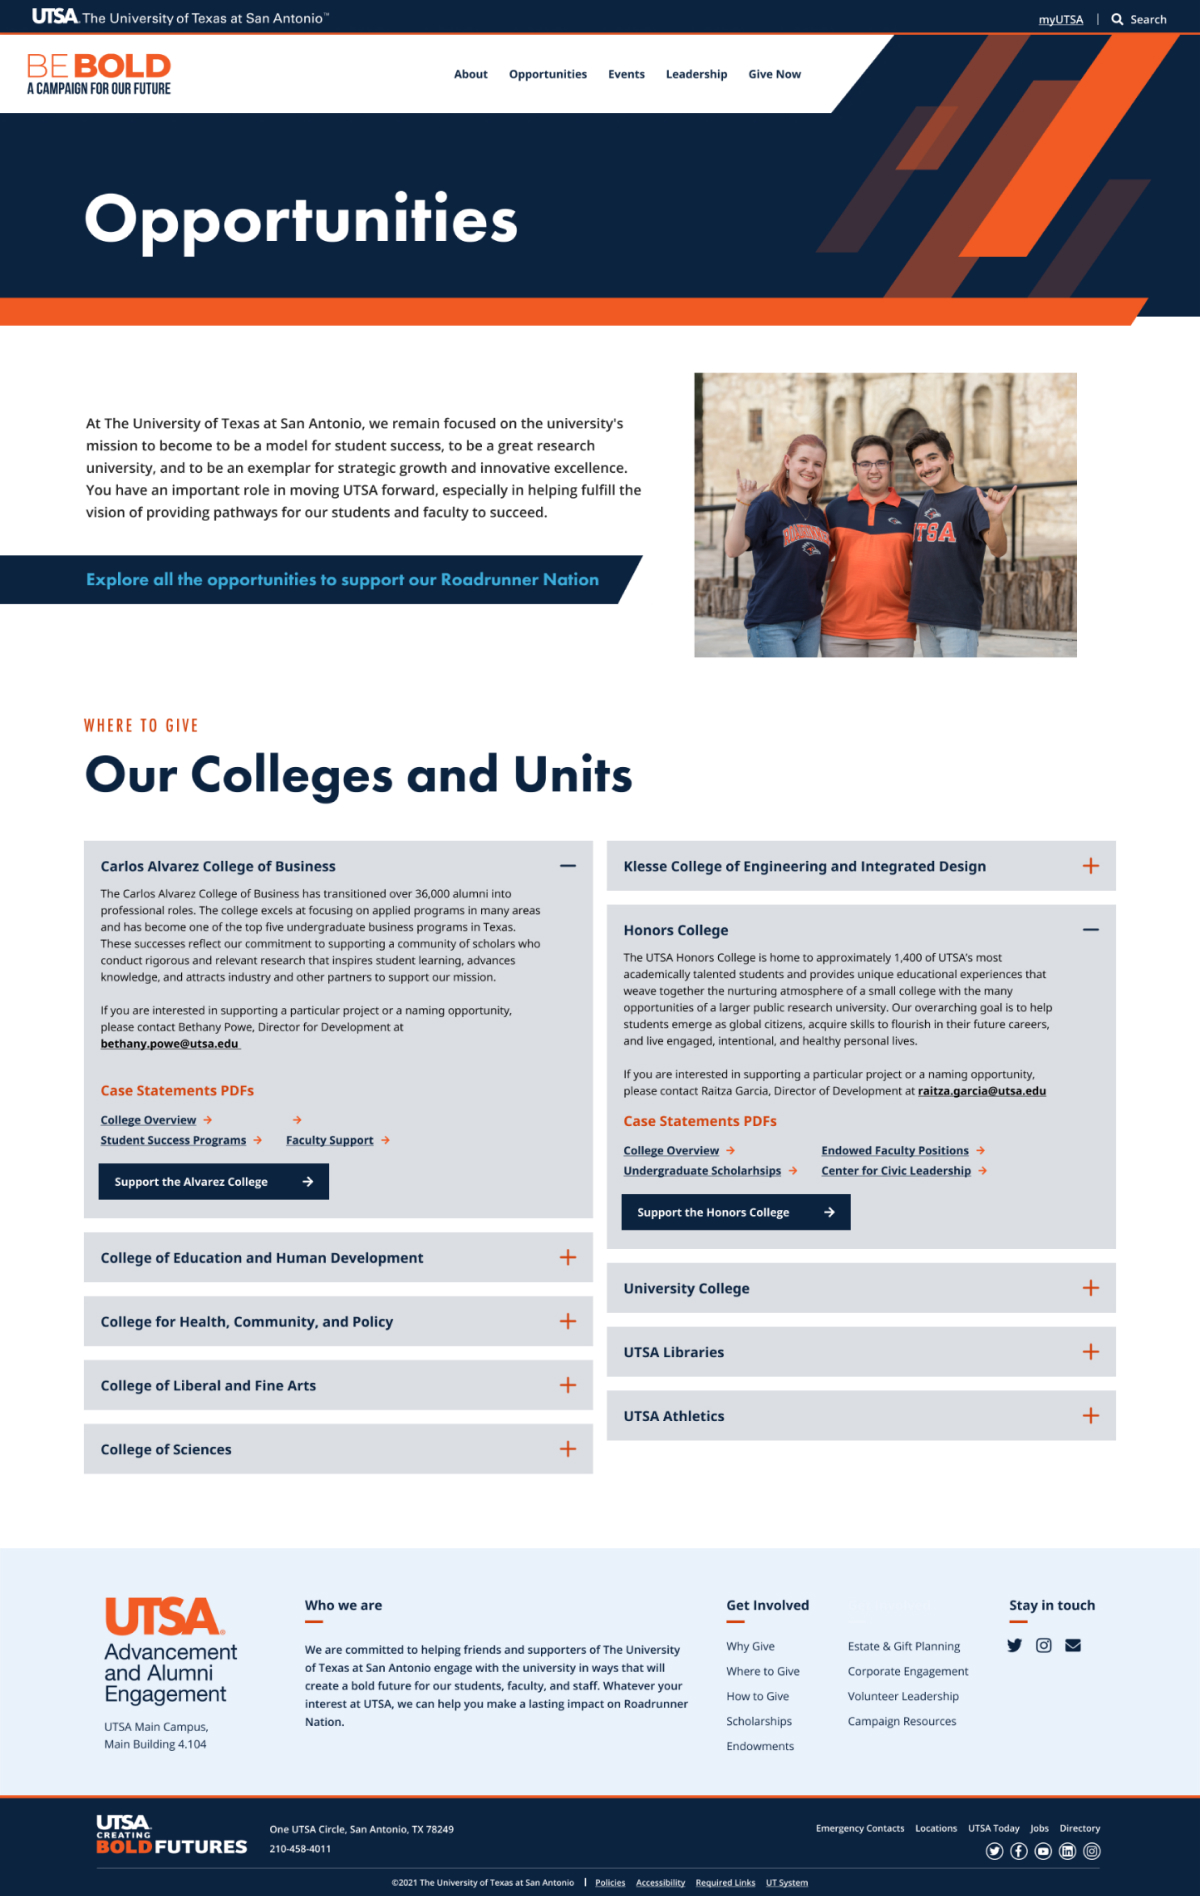 UTSA The University of Texas at San Antonio™
myUTSA | Search
BE BOLD
A CAMPAIGN FOR OUR FUTURE
About Opportunities Events Leadership Give Now
Opportunities
At The University of Texas at San Antonio, we remain focused on the university's
mission to become to be a model for student success, to be a great research
university, and to be an exemplar for strategic growth and innovative excellence.
You have an important role in moving UTSA forward, especially in helping fulfill the
vision of providing pathways for our students and faculty to succeed.
Explore all the opportunities to support our Roadrunner Nation
UTSA
WHERE TO GIVE
Our Colleges and Units
Carlos Alvarez College of Business
The Carlos Alvarez College of Business has transitioned over 36,000 alumni into
professional roles. The college excels at focusing on applied programs in many areas
and has become one of the top five undergraduate business programs in Texas.
These successes reflect our commitment to supporting a community of scholars who
conduct rigorous and relevant research that inspires student learning, advances
knowledge, and attracts industry and other partners to support our mission.
If you are interested in supporting a particular project or a naming opportunity,
please contact Bethany Powe, Director for Development at
bethany.powe@utsa.edu
Case Statements PDFs
College Overview → →
Student Success Programs → Faculty Support →
Support the Alvarez College →
College of Education and Human Development
College for Health, Community, and Policy
College of Liberal and Fine Arts
College of Sciences
Klesse College of Engineering and Integrated Design
Honors College
The UTSA Honors College is home to approximately 1,400 of UTSA's most
academically talented students and provides unique educational experiences that
weave together the nurturing atmosphere of a small college with the many
opportunities of a larger public research university. Our overarching goal is to help
students emerge as global citizens, acquire skills to flourish in their future careers,
and live engaged, intentional, and healthy personal lives.
If you are interested in supporting a particular project or a naming opportunity,
please contact Raitza Garcia, Director of Development at raitza.garcia@utsa.edu
Case Statements PDFs
College Overview → Endowed Faculty Positions →
Undergraduate Scholarhsips → Center for Civic Leadership →
Support the Honors College →
University College
UTSA Libraries
UTSA Athletics
UTSA®
Advancement
and Alumni
Engagement
UTSA Main Campus,
Main Building 4.104
Who we are
We are committed to helping friends and supporters of The University
of Texas at San Antonio engage with the university in ways that will
create a bold future for our students, faculty, and staff. Whatever your
interest at UTSA, we can help you make a lasting impact on Roadrunner
Nation.
Get Involved
Why Give
Where to Give
How to Give
Scholarships
Endowments
Estate & Gift Planning
Corporate Engagement
Volunteer Leadership
Campaign Resources
Stay in touch
UTSA
CREATING
BOLD FUTURES
One UTSA Circle, San Antonio, TX 78249
210-458-4011
Emergency Contacts Locations UTSA Today Jobs Directory
©2021 The University of Texas at San Antonio | Policies Accessibility Required Links UT System